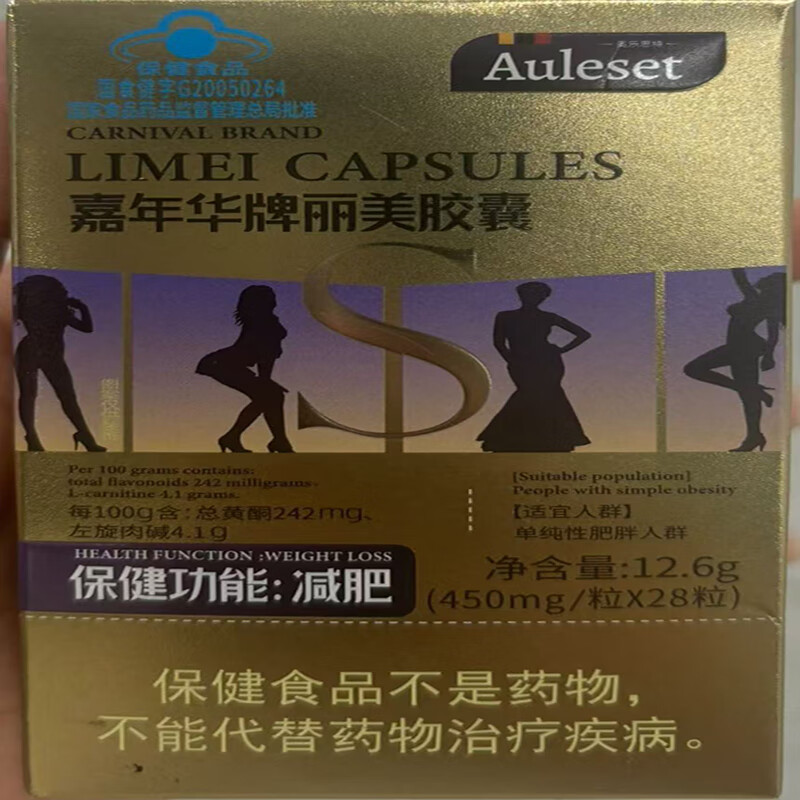 保健食品
国食健字G20050264
国家食品药品监督管理总局批准
Auleset
CARNIVAL BRAND
LIMEI CAPSULES
嘉年华牌丽美胶囊
S
Per 100 grams contains:
total flavonoids 242 milligrams、
L-carnitine 4.1 grams.
每100g含:总黄酮242mg、
左旋肉碱4.1g
[Suitable population]
People with simple obesity
【适宜人群】
单纯性肥胖人群
HEALTH FUNCTION :WEIGHT LOSS
保健功能:减肥
净含量:12.6g
(450mg/粒X28粒)
保健食品不是药物,
不能代替药物治疗疾病。